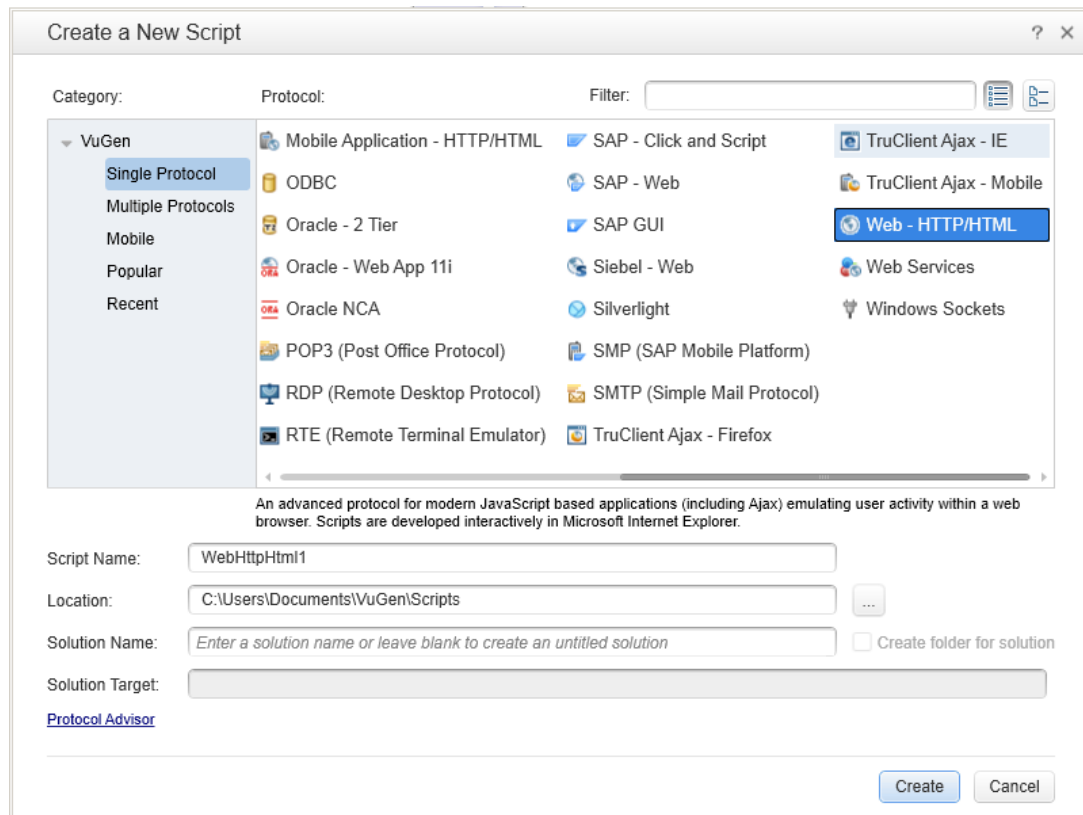 Create a New Script
?
Category:
Protocol:
Filter:
VuGen
Single Protocol
Multiple Protocols
Mobile
Popular
Recent
Mobile Application - HTTP/HTML
ODBC
Oracle - 2 Tier
Oracle - Web App 11i
Oracle NCA
POP3 (Post Office Protocol)
RDP (Remote Desktop Protocol)
RTE (Remote Terminal Emulator)
SAP - Click and Script
SAP - Web
SAP GUI
Siebel - Web
Silverlight
SMP (SAP Mobile Platform)
SMTP (Simple Mail Protocol)
TruClient Ajax - Firefox
TruClient Ajax - IE
TruClient Ajax - Mobile
Web - HTTP/HTML
Web Services
Windows Sockets
An advanced protocol for modern JavaScript based applications (including Ajax) emulating user activity within a web
browser. Scripts are developed interactively in Microsoft Internet Explorer.
Script Name:
WebHttpHtml1
Location:
C:\Users\Documents\VuGen\Scripts
...
Solution Name:
Enter a solution name or leave blank to create an untitled solution
Create folder for solution
Solution Target:
Protocol Advisor
Create
Cancel